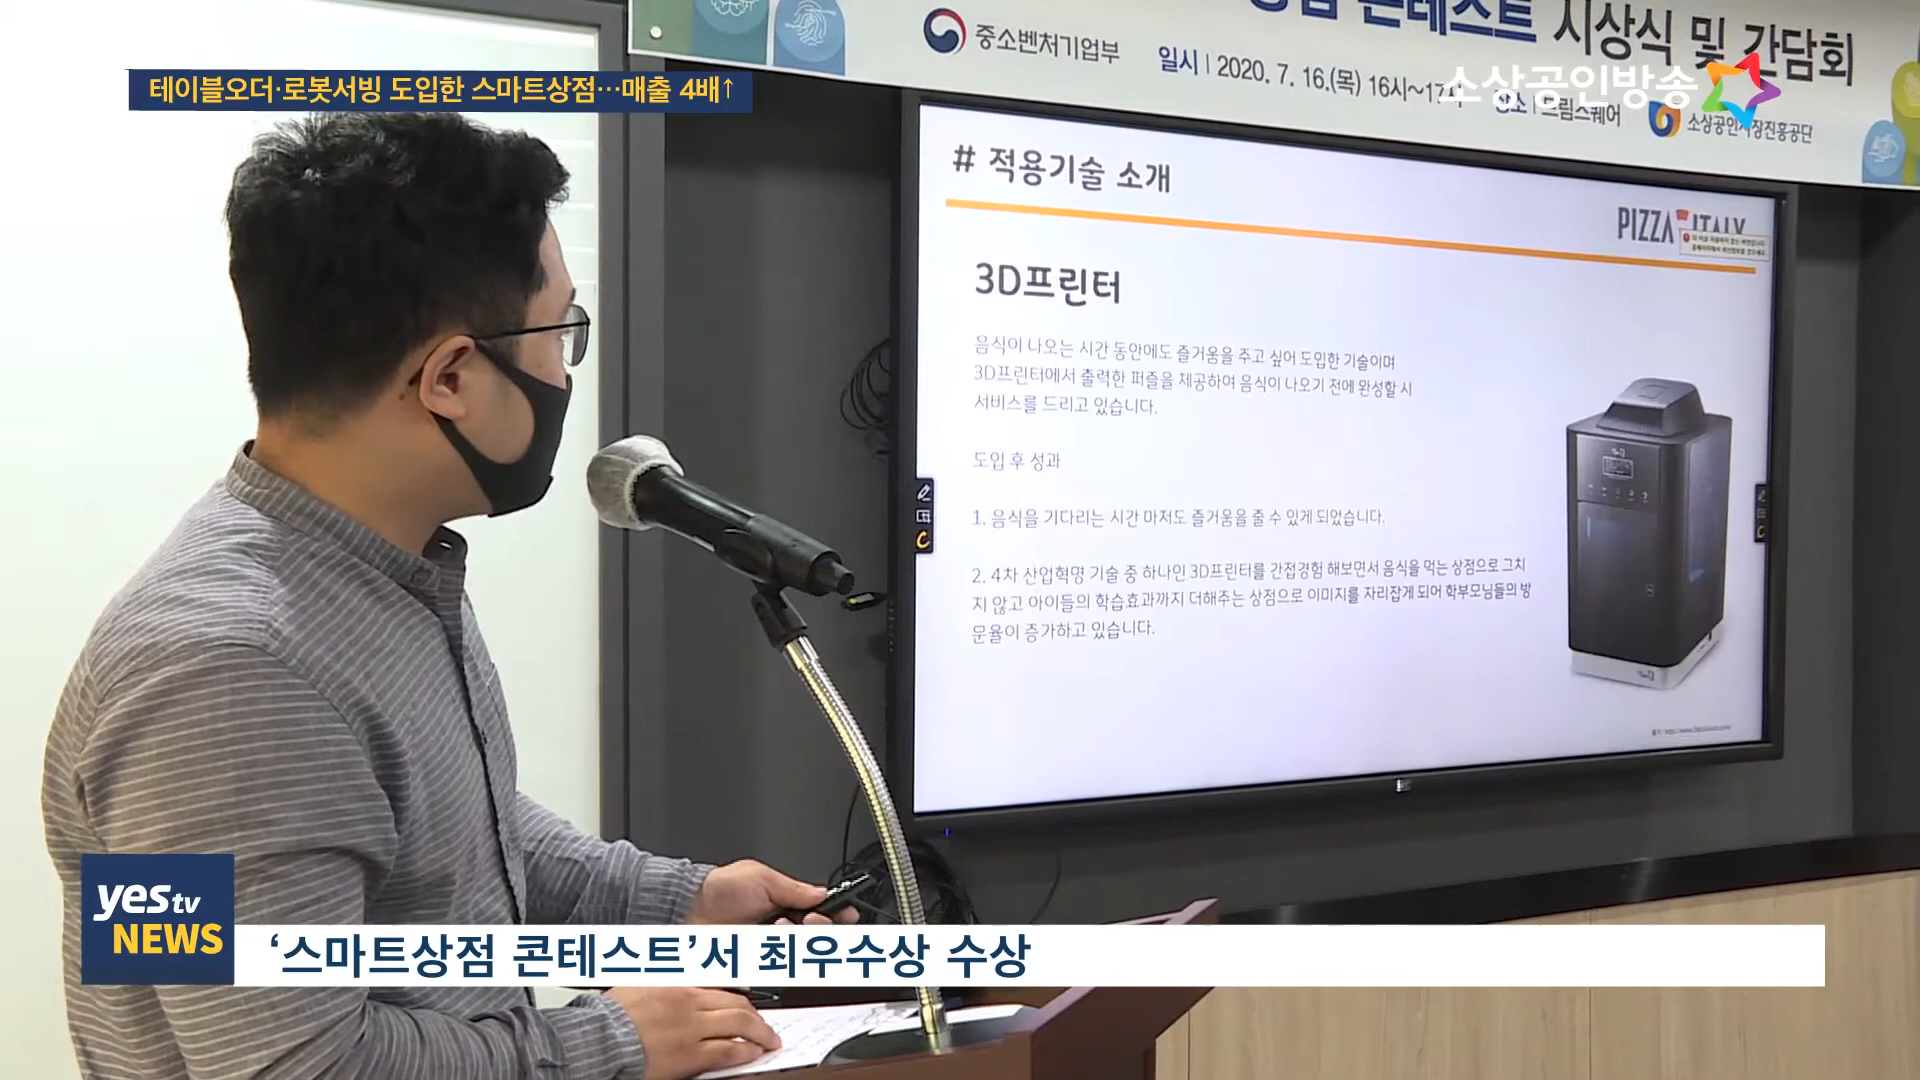 콘테스트 시상식 및 간담회
중소벤처기업부
일시 | 2020. 7. 16.(목) 16시~17시
장소 | 드림스퀘어
소상공인시장진흥공단
소상공인방송
테이블오더·로봇서빙 도입한 스마트상점…매출 4배↑
# 적용기술 소개
PIZZA ITALY
3D프린터
음식이 나오는 시간 동안에도 즐거움을 주고 싶어 도입한 기술이며
3D프린터에서 출력한 퍼즐을 제공하여 음식이 나오기 전에 완성할 시
서비스를 드리고 있습니다.
도입 후 성과
1. 음식을 기다리는 시간 마저도 즐거움을 줄 수 있게 되었습니다.
2. 4차 산업혁명 기술 중 하나인 3D프린터를 간접경험 해보면서 음식을 먹는 상점으로 그치
지 않고 아이들의 학습효과까지 더해주는 상점으로 이미지를 자리잡게 되어 학부모님들의 방
문율이 증가하고 있습니다.
yes tv
NEWS
‘스마트상점 콘테스트’서 최우수상 수상